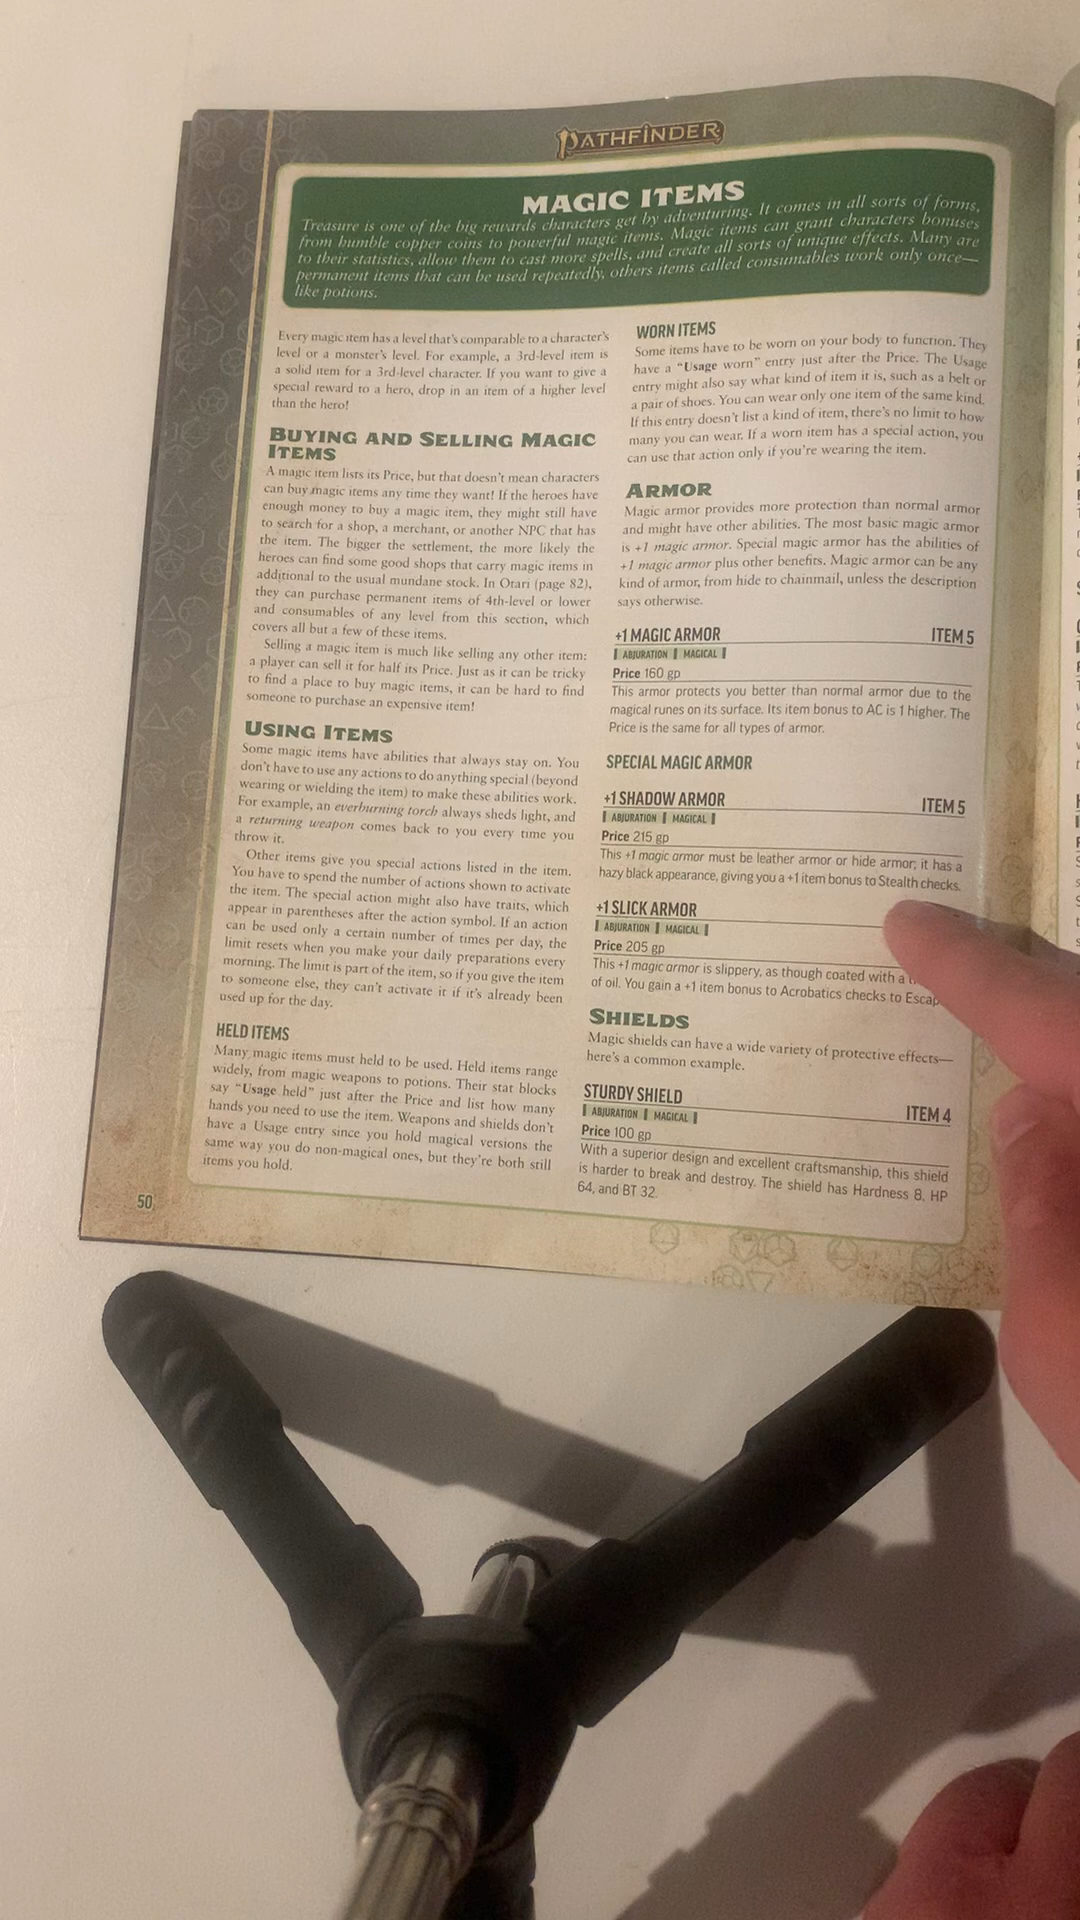 PATHFINDER
MAGIC ITEMS
Treasure is one of the big rewards characters get by adventuring. It comes in all sorts of forms,
from humble copper coins to powerful magic items. Magic items can grant characters bonuses
to their statistics, allow them to cast more spells, and create all sorts of unique effects. Many are
permanent items that can be used repeatedly, others items called consumables work only once—
like potions.
Every magic item has a level that's comparable to a character's
level or a monster's level. For example, a 3rd-level item is
a solid item for a 3rd-level character. If you want to give a
special reward to a hero, drop in an item of a higher level
than the hero!
BUYING AND SELLING MAGIC
ITEMS
A magic item lists its Price, but that doesn't mean characters
can buy magic items any time they want! If the heroes have
enough money to buy a magic item, they might still have
to search for a shop, a merchant, or another NPC that has
the item. The bigger the settlement, the more likely the
heroes can find some good shops that carry magic items in
additional to the usual mundane stock. In Otari (page 82),
they can purchase permanent items of 4th-level or lower
and consumables of any level from this section, which
covers all but a few of these items.
Selling a magic item is much like selling any other item:
a player can sell it for half its Price. Just as it can be tricky
to find a place to buy magic items, it can be hard to find
someone to purchase an expensive item!
USING ITEMS
Some magic items have abilities that always stay on. You
don't have to use any actions to do anything special (beyond
wearing or wielding the item) to make these abilities work.
For example, an everburning torch always sheds light, and
a returning weapon comes back to you every time you
throw it.
Other items give you special actions listed in the item.
You have to spend the number of actions shown to activate
the item. The special action might also have traits, which
appear in parentheses after the action symbol. If an action
can be used only a certain number of times per day, the
limit resets when you make your daily preparations every
morning. The limit is part of the item, so if you give the item
to someone else, they can't activate it if it's already been
used up for the day.
HELD ITEMS
Many magic items must held to be used. Held items range
widely, from magic weapons to potions. Their stat blocks
say "Usage held" just after the Price and list how many
hands you need to use the item. Weapons and shields don't
have a Usage entry since you hold magical versions the
same way you do non-magical ones, but they're both still
items you hold.
50
WORN ITEMS
Some items have to be worn on your body to function. They
have a "Usage worn" entry just after the Price. The Usage
entry might also say what kind of item it is, such as a belt or
a pair of shoes. You can wear only one item of the same kind.
If this entry doesn't list a kind of item, there's no limit to how
many you can wear. If a worn item has a special action, you
can use that action only if you're wearing the item.
ARMOR
Magic armor provides more protection than normal armor
and might have other abilities. The most basic magic armor
is +1 magic armor. Special magic armor has the abilities of
+1 magic armor plus other benefits. Magic armor can be any
kind of armor, from hide to chainmail, unless the description
says otherwise.
+1 MAGIC ARMOR ITEM 5
ABJURATION MAGICAL
Price 160 gp
This armor protects you better than normal armor due to the
magical runes on its surface. Its item bonus to AC is 1 higher. The
Price is the same for all types of armor.
SPECIAL MAGIC ARMOR
+1 SHADOW ARMOR ITEM 5
ABJURATION MAGICAL
Price 215 gp
This +1 magic armor must be leather armor or hide armor; it has a
hazy black appearance, giving you a +1 item bonus to Stealth checks.
+1 SLICK ARMOR
ABJURATION MAGICAL
Price 205 gp
This +1 magic armor is slippery, as though coated with a
of oil. You gain a +1 item bonus to Acrobatics checks to Escap
SHIELDS
Magic shields can have a wide variety of protective effects—
here's a common example.
STURDY SHIELD ITEM 4
ABJURATION MAGICAL
Price 100 gp
With a superior design and excellent craftsmanship, this shield
is harder to break and destroy. The shield has Hardness 8, HP
64, and BT 32.